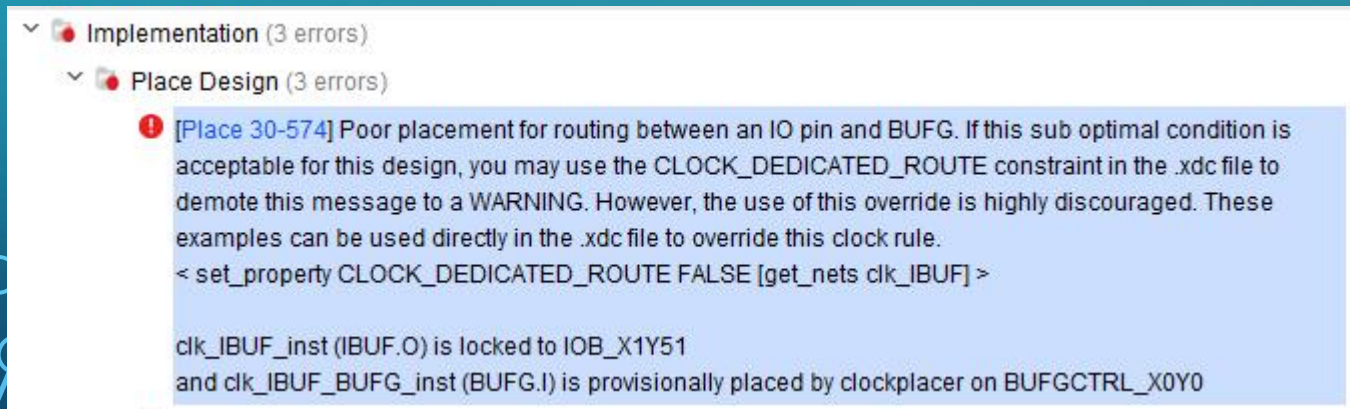 Implementation (3 errors)
Place Design (3 errors)
[Place 30-574] Poor placement for routing between an IO pin and BUFG. If this sub optimal condition is
acceptable for this design, you may use the CLOCK_DEDICATED_ROUTE constraint in the .xdc file to
demote this message to a WARNING. However, the use of this override is highly discouraged. These
examples can be used directly in the .xdc file to override this clock rule.
< set_property CLOCK_DEDICATED_ROUTE FALSE [get_nets clk_IBUF] >
clk_IBUF_inst (IBUF.O) is locked to IOB_X1Y51
and clk_IBUF_BUFG_inst (BUFG.I) is provisionally placed by clockplacer on BUFGCTRL_X0Y0